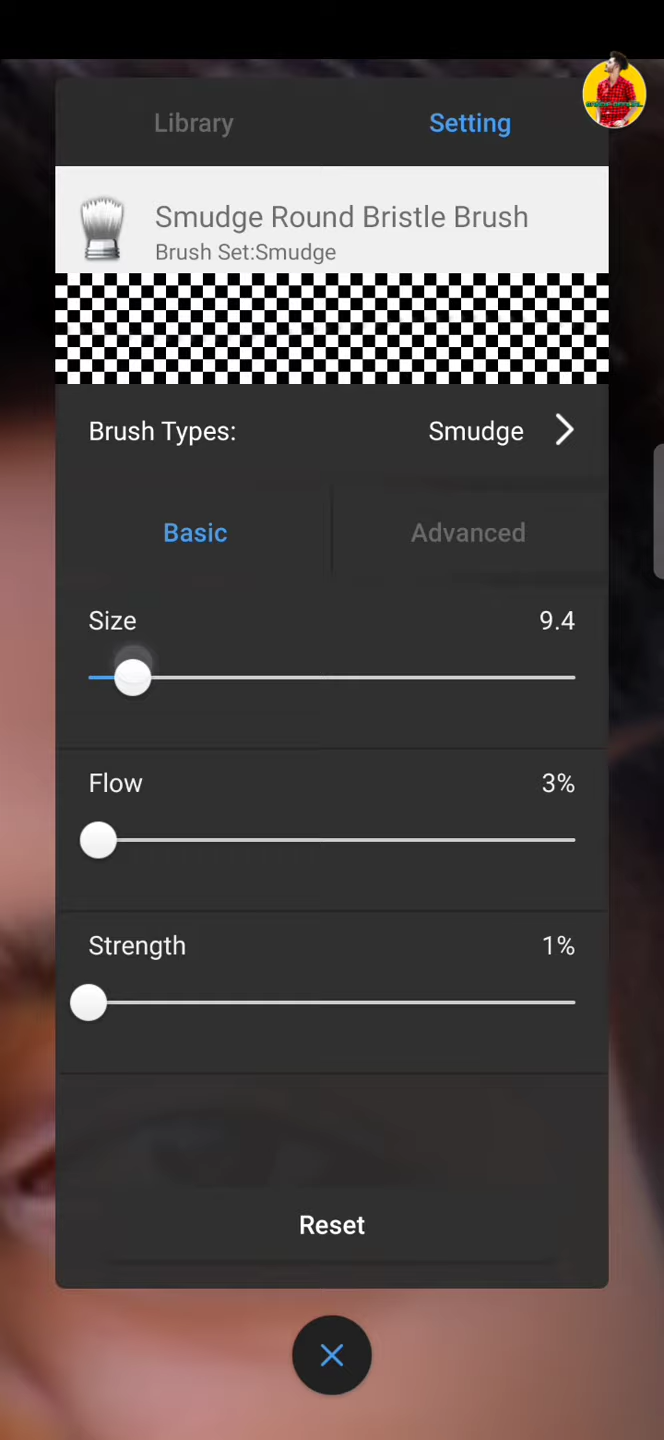 Library
Setting
Smudge Round Bristle Brush
Brush Set:Smudge
Brush Types:
Smudge
Basic
Advanced
Size
9.4
Flow
3%
Strength
1%
Reset